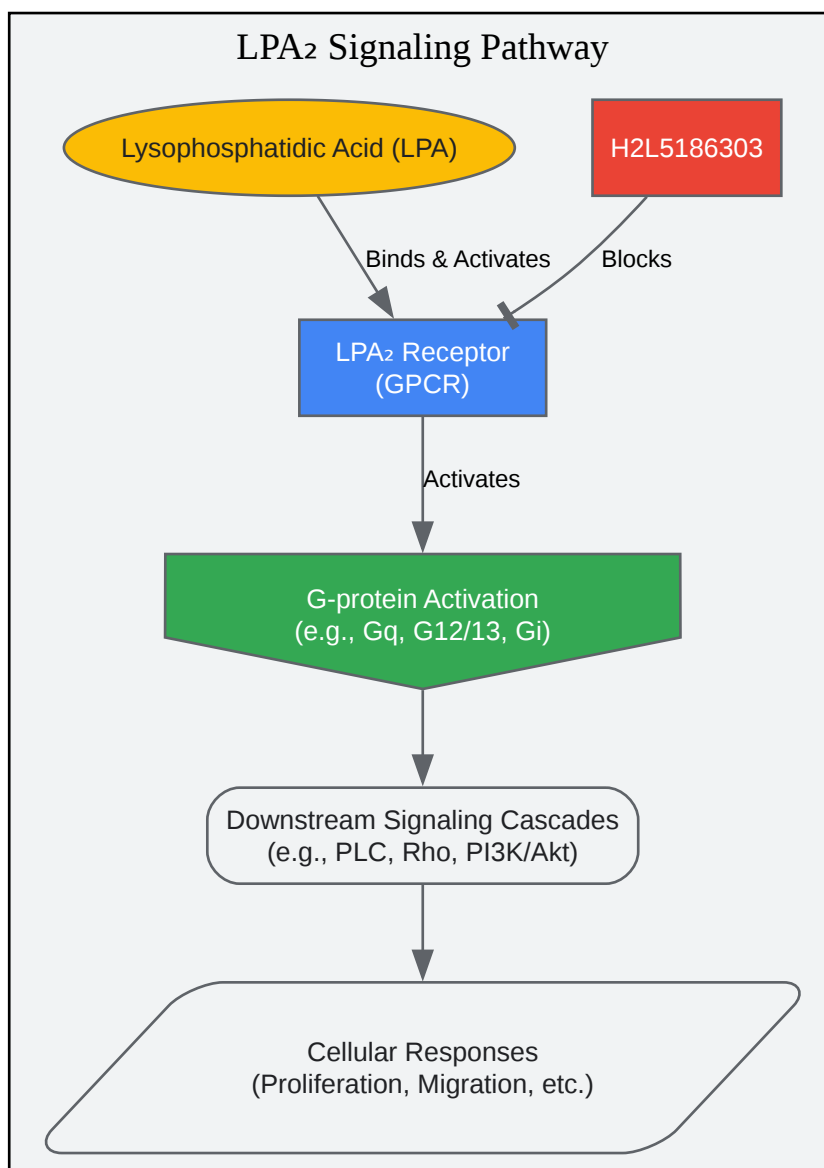 LPA₂ Signaling Pathway
Lysophosphatidic Acid (LPA)
H2L5186303
Binds & Activates
Blocks
LPA₂ Receptor
(GPCR)
Activates
G-protein Activation
(e.g., Gq, G12/13, Gi)
Downstream Signaling Cascades
(e.g., PLC, Rho, PI3K/Akt)
Cellular Responses
(Proliferation, Migration, etc.)